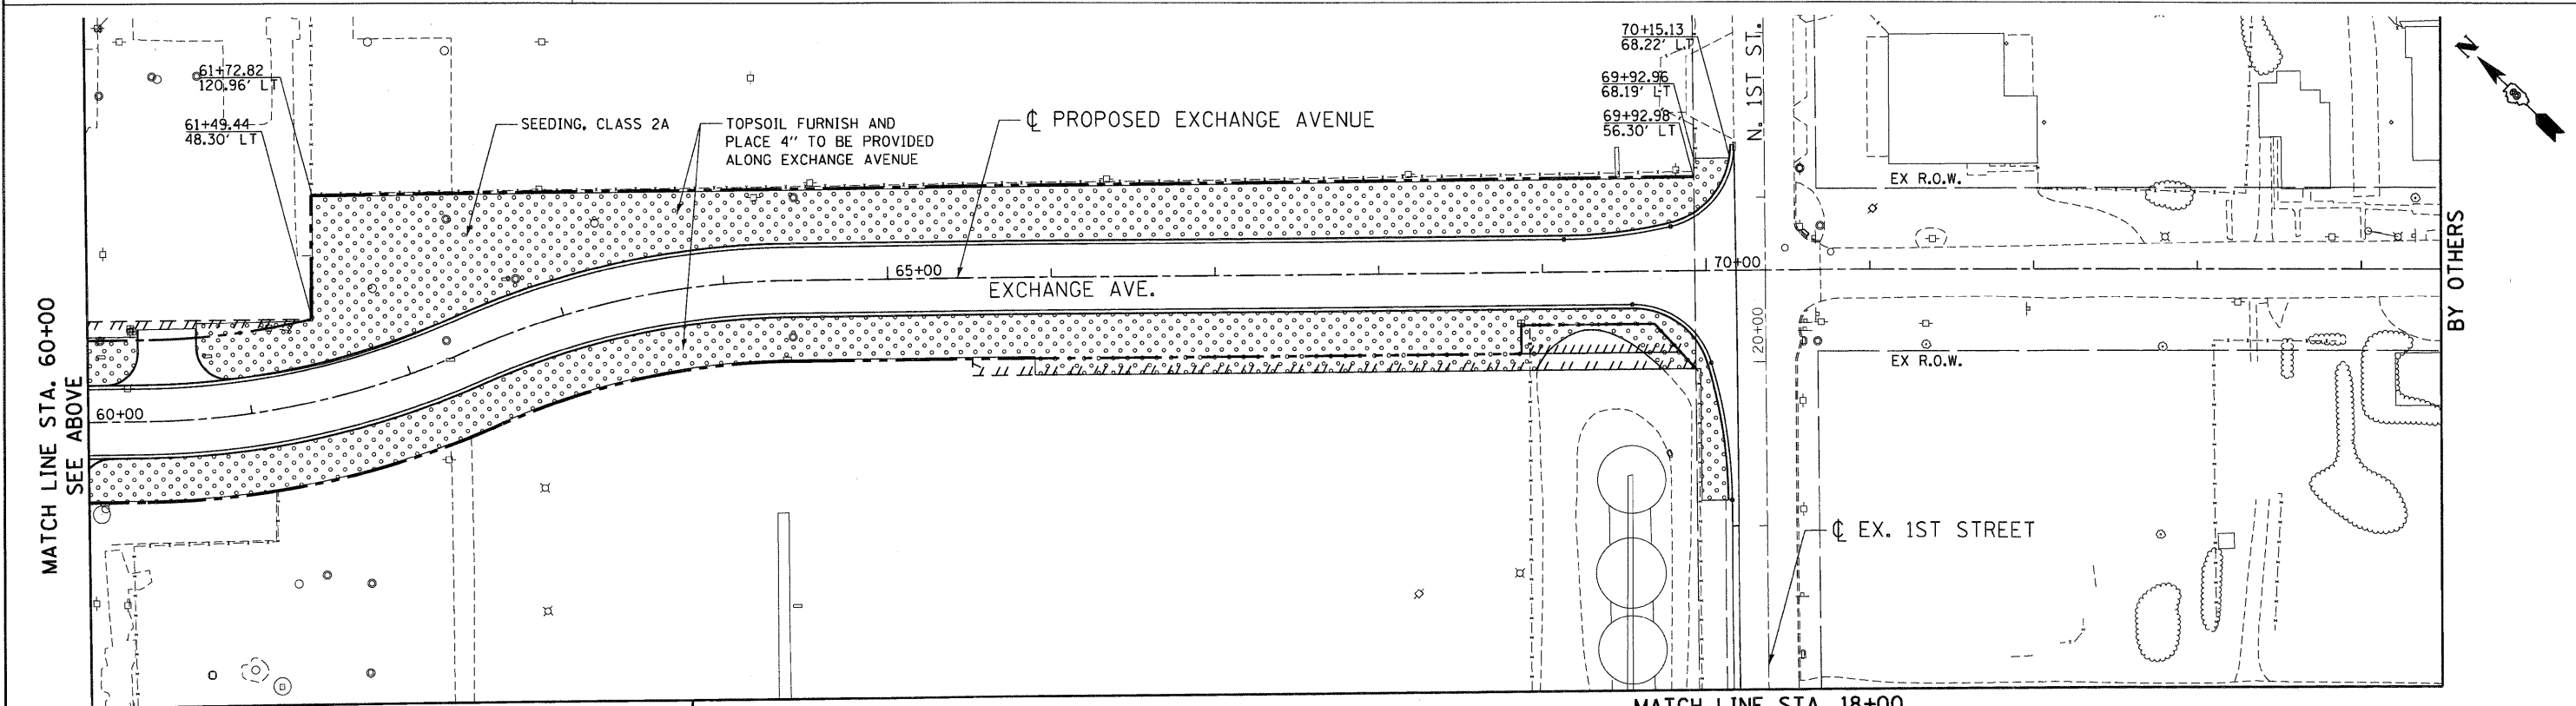 61+72.82
120.96' LT
61+49.44
48.30' LT
SEEDING, CLASS 2A
TOPSOIL FURNISH AND
PLACE 4" TO BE PROVIDED
ALONG EXCHANGE AVENUE
℄ PROPOSED EXCHANGE AVENUE
70+15.13
68.22' LT
69+92.96
68.19' LT
69+92.98
56.30' LT
N. 1ST ST.
N
EX R.O.W.
65+00
70+00
EXCHANGE AVE.
60+00
20+00
EX R.O.W.
MATCH LINE STA. 60+00
SEE ABOVE
BY OTHERS
℄ EX. 1ST STREET
MATCH LINE STA. 18+00